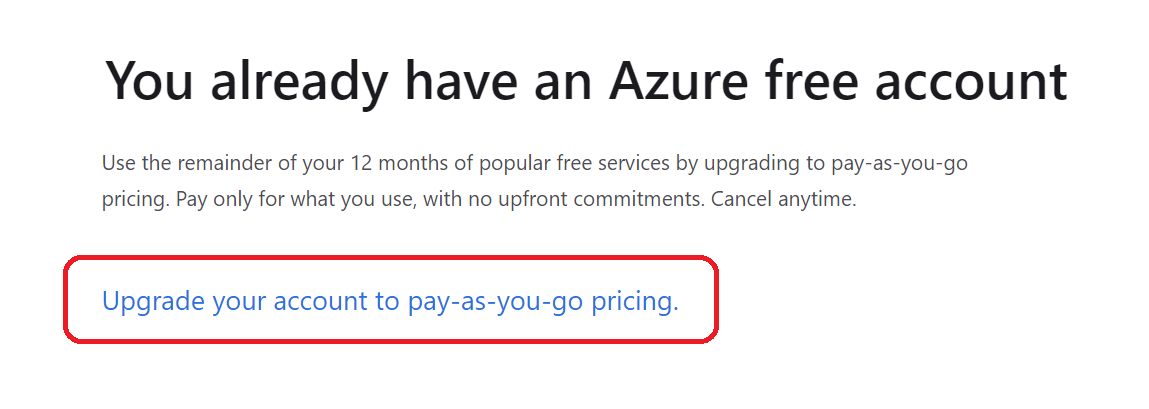 You already have an Azure free account
Use the remainder of your 12 months of popular free services by upgrading to pay-as-you-go
pricing. Pay only for what you use, with no upfront commitments. Cancel anytime.
Upgrade your account to pay-as-you-go pricing.